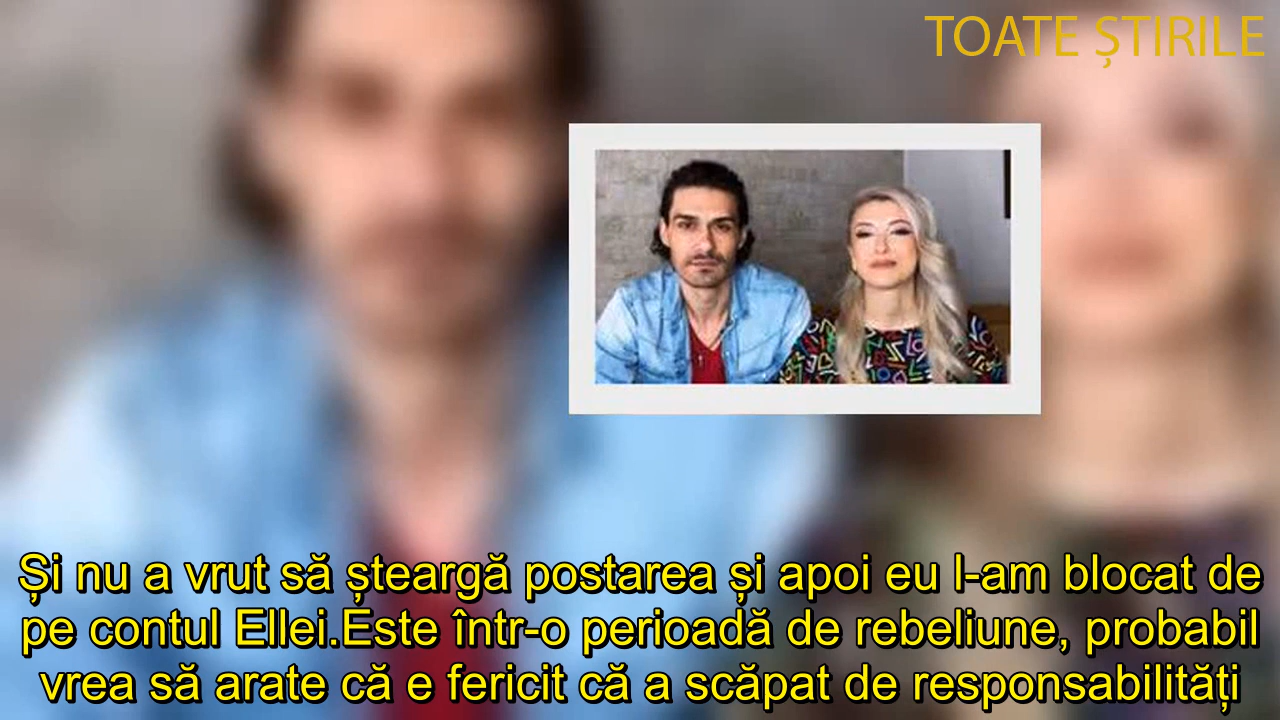 TOATE ȘTIRILE
Și nu a vrut să șteargă postarea și apoi eu l-am blocat de
pe contul Ellei.Este într-o perioadă de rebeliune, probabil
vrea să arate că e fericit că a scăpat de responsabilități